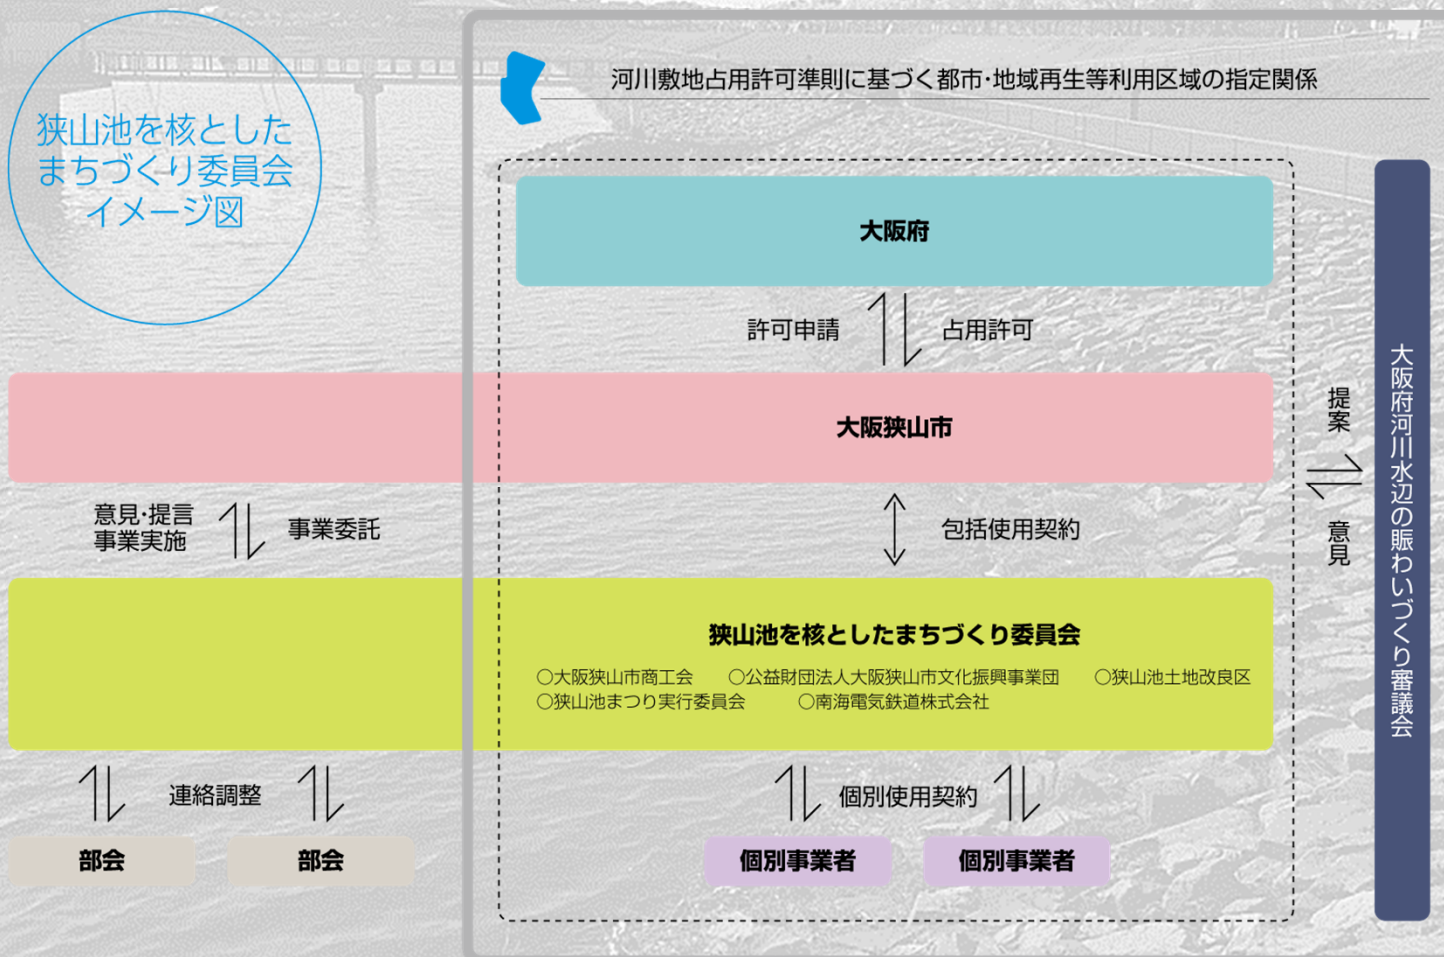 狭山池を核とした
まちづくり委員会
イメージ図
河川敷地占用許可準則に基づく都市・地域再生等利用区域の指定関係
大阪府
許可申請
占用許可
大阪狭山市
意見・提言
事業実施
事業委託
包括使用契約
狭山池を核としたまちづくり委員会
○大阪狭山市商工会 ○公益財団法人大阪狭山市文化振興事業団 ○狭山池土地改良区
○狭山池まつり実行委員会 ○南海電気鉄道株式会社
連絡調整
個別使用契約
部会
部会
個別事業者
個別事業者
提案
意見
大阪府河川水辺の賑わいづくり審議会